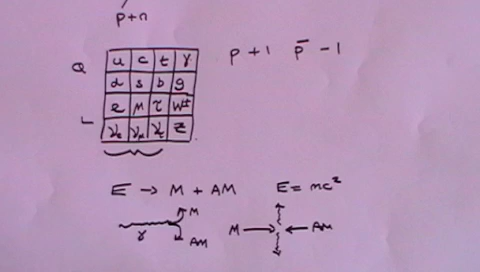 p+n
Q
u c t γ
d s b g
e μ τ W±
L
νe νμ ντ Z
p +1 p̅ -1
E → M + AM E = mc²
M
γ
AM
M AM